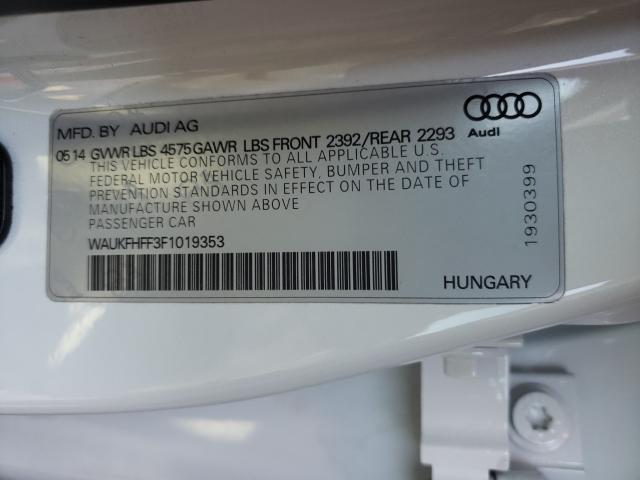 MFD.BY AUDI AG
Audi
0514 GVWR LBS 4575 GAWR LBS FRONT 2392/REAR 2293
THIS VEHICLE CONFORMS TO ALL APPLICABLE U.S.
FEDERAL MOTOR VEHICLE SAFETY, BUMPER AND THEFT
PREVENTION STANDARDS IN EFFECT ON THE DATE OF
MANUFACTURE SHOWN ABOVE
PASSENGER CAR
WAUKFHFF3F1019353
1930399
HUNGARY